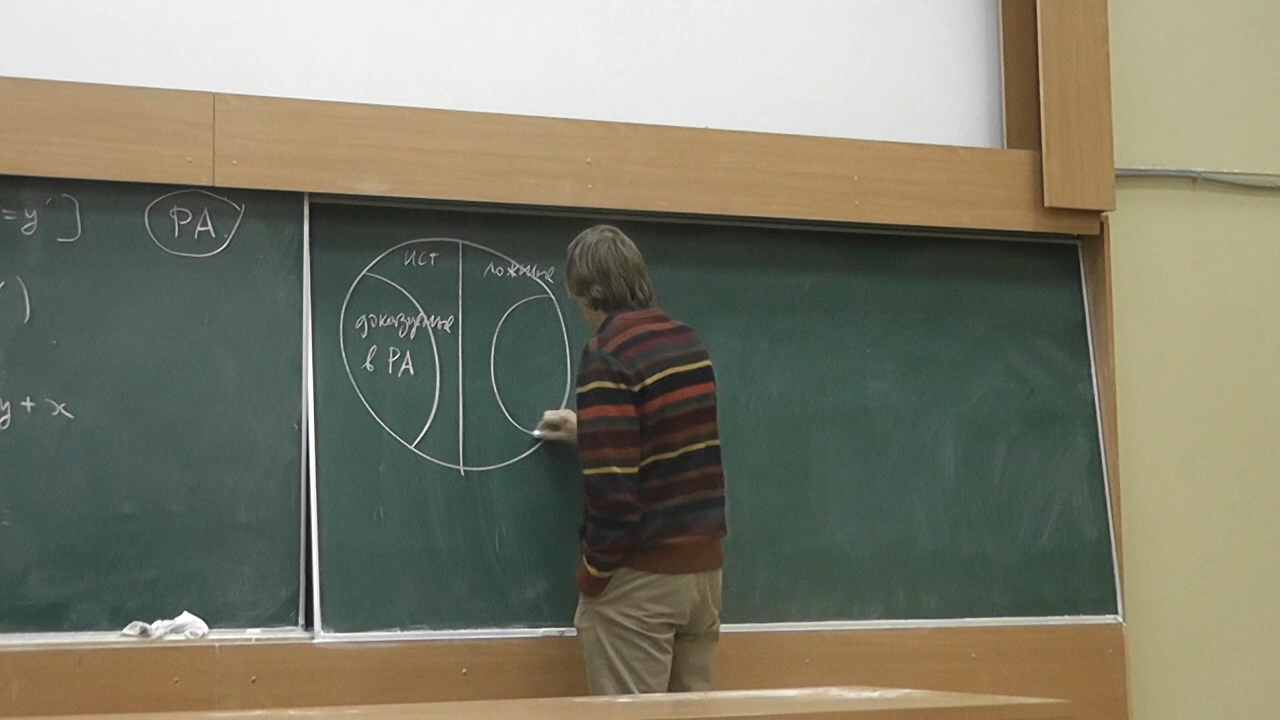 =y]
PA
)
y + x
ист
ложные
доказуемые
в PA